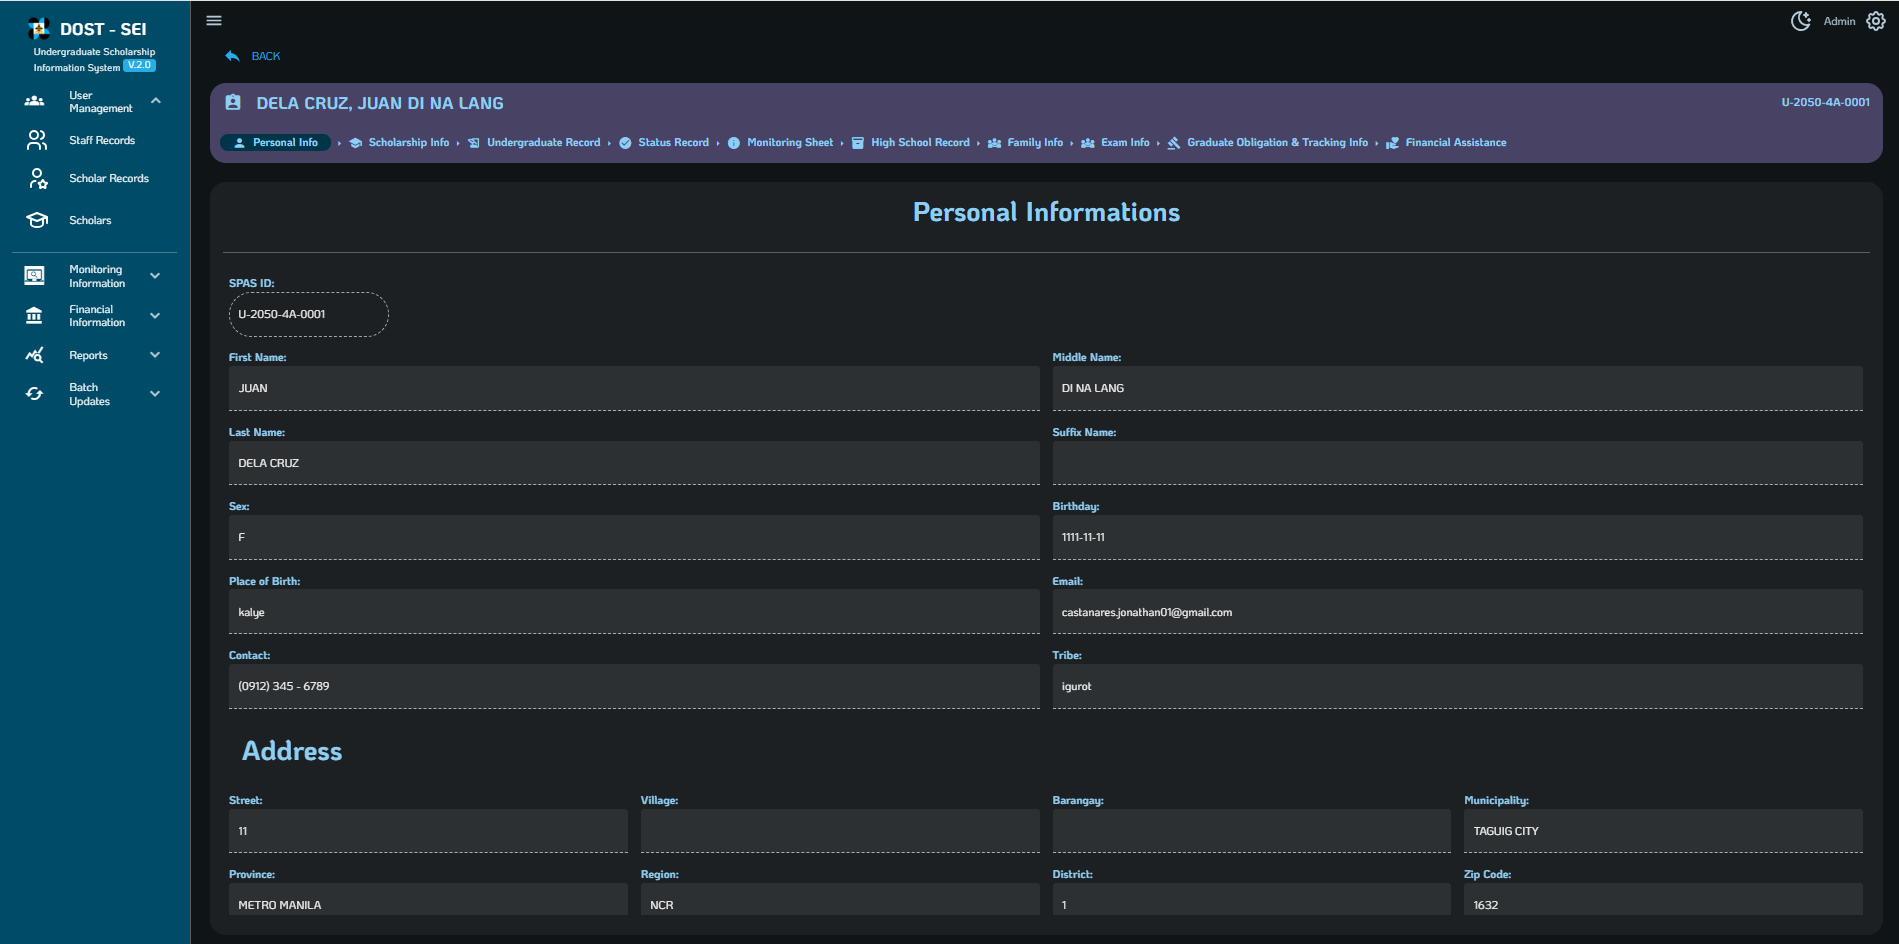 DOST - SEI
Undergraduate Scholarship
Information System V.2.0
User
Management
Staff Records
Scholar Records
Scholars
Monitoring
Information
Financial
Information
Reports
Batch
Updates
Admin
BACK
DELA CRUZ, JUAN DI NA LANG
U-2050-4A-0001
Personal Info Scholarship Info Undergraduate Record Status Record Monitoring Sheet High School Record Family Info Exam Info Graduate Obligation & Tracking Info Financial Assistance
Personal Informations
SPAS ID:
U-2050-4A-0001
First Name: Middle Name:
JUAN DI NA LANG
Last Name: Suffix Name:
DELA CRUZ
Sex: Birthday:
F 1111-11-11
Place of Birth: Email:
kalye castanares.jonathan01@gmail.com
Contact: Tribe:
(0912) 345 - 6789 igurot
Address
Street: Village: Barangay: Municipality:
11 TAGUIG CITY
Province: Region: District: Zip Code:
METRO MANILA NCR 1 1632